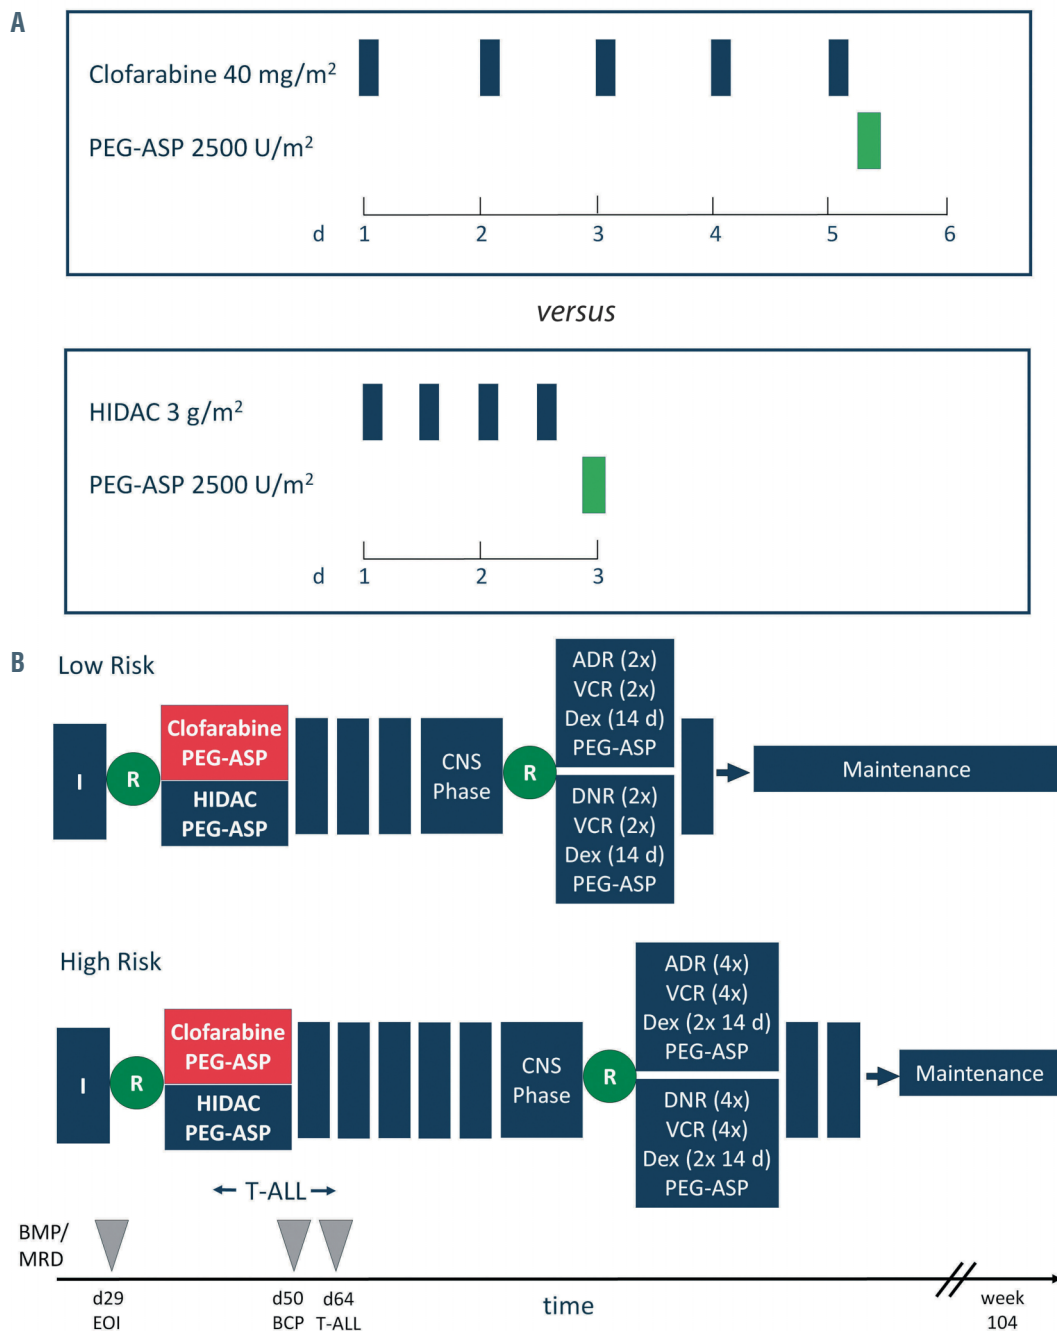 A
Clofarabine 40 mg/m²
PEG-ASP 2500 U/m²
d 1 2 3 4 5 6
versus
HIDAC 3 g/m²
PEG-ASP 2500 U/m²
d 1 2 3
B
Low Risk
I
R
Clofarabine
PEG-ASP
HIDAC
PEG-ASP
CNS
Phase
R
ADR (2x)
VCR (2x)
Dex (14 d)
PEG-ASP
DNR (2x)
VCR (2x)
Dex (14 d)
PEG-ASP
Maintenance
High Risk
I
R
Clofarabine
PEG-ASP
HIDAC
PEG-ASP
CNS
Phase
R
ADR (4x)
VCR (4x)
Dex (2x 14 d)
PEG-ASP
DNR (4x)
VCR (4x)
Dex (2x 14 d)
PEG-ASP
Maintenance
T-ALL
BMP/
MRD
d29
EOI
d50
BCP
d64
T-ALL
time
week
104